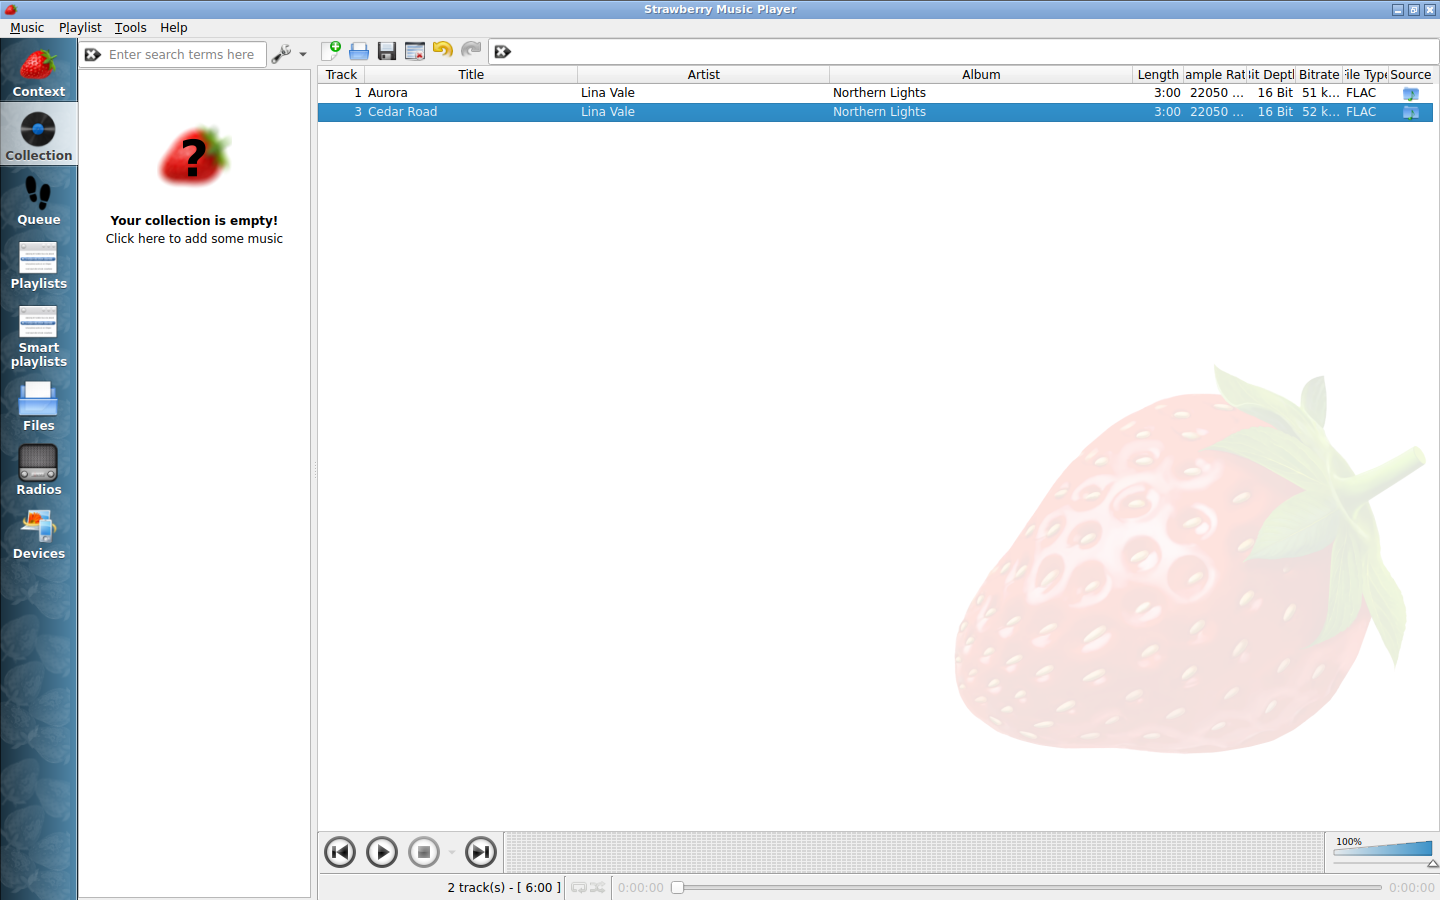 Strawberry Music Player
Music Playlist Tools Help
Enter search terms here
Context
Collection
Queue
Playlists
Smart
playlists
Files
Radios
Devices
Your collection is empty!
Click here to add some music
Track Title Artist Album Length ample Rat it Dept Bitrate ile Type Source
1 Aurora Lina Vale Northern Lights 3:00 22050 ... 16 Bit 51 k... FLAC
3 Cedar Road Lina Vale Northern Lights 3:00 22050 ... 16 Bit 52 k... FLAC
100%
2 track(s) - [ 6:00 ] 0:00:00 0:00:00